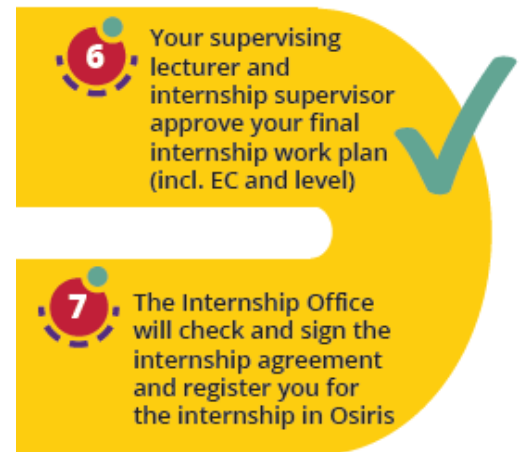 6
Your supervising
lecturer and
internship supervisor
approve your final
internship work plan
(incl. EC and level)
7
The Internship Office
will check and sign the
internship agreement
and register you for
the internship in Osiris